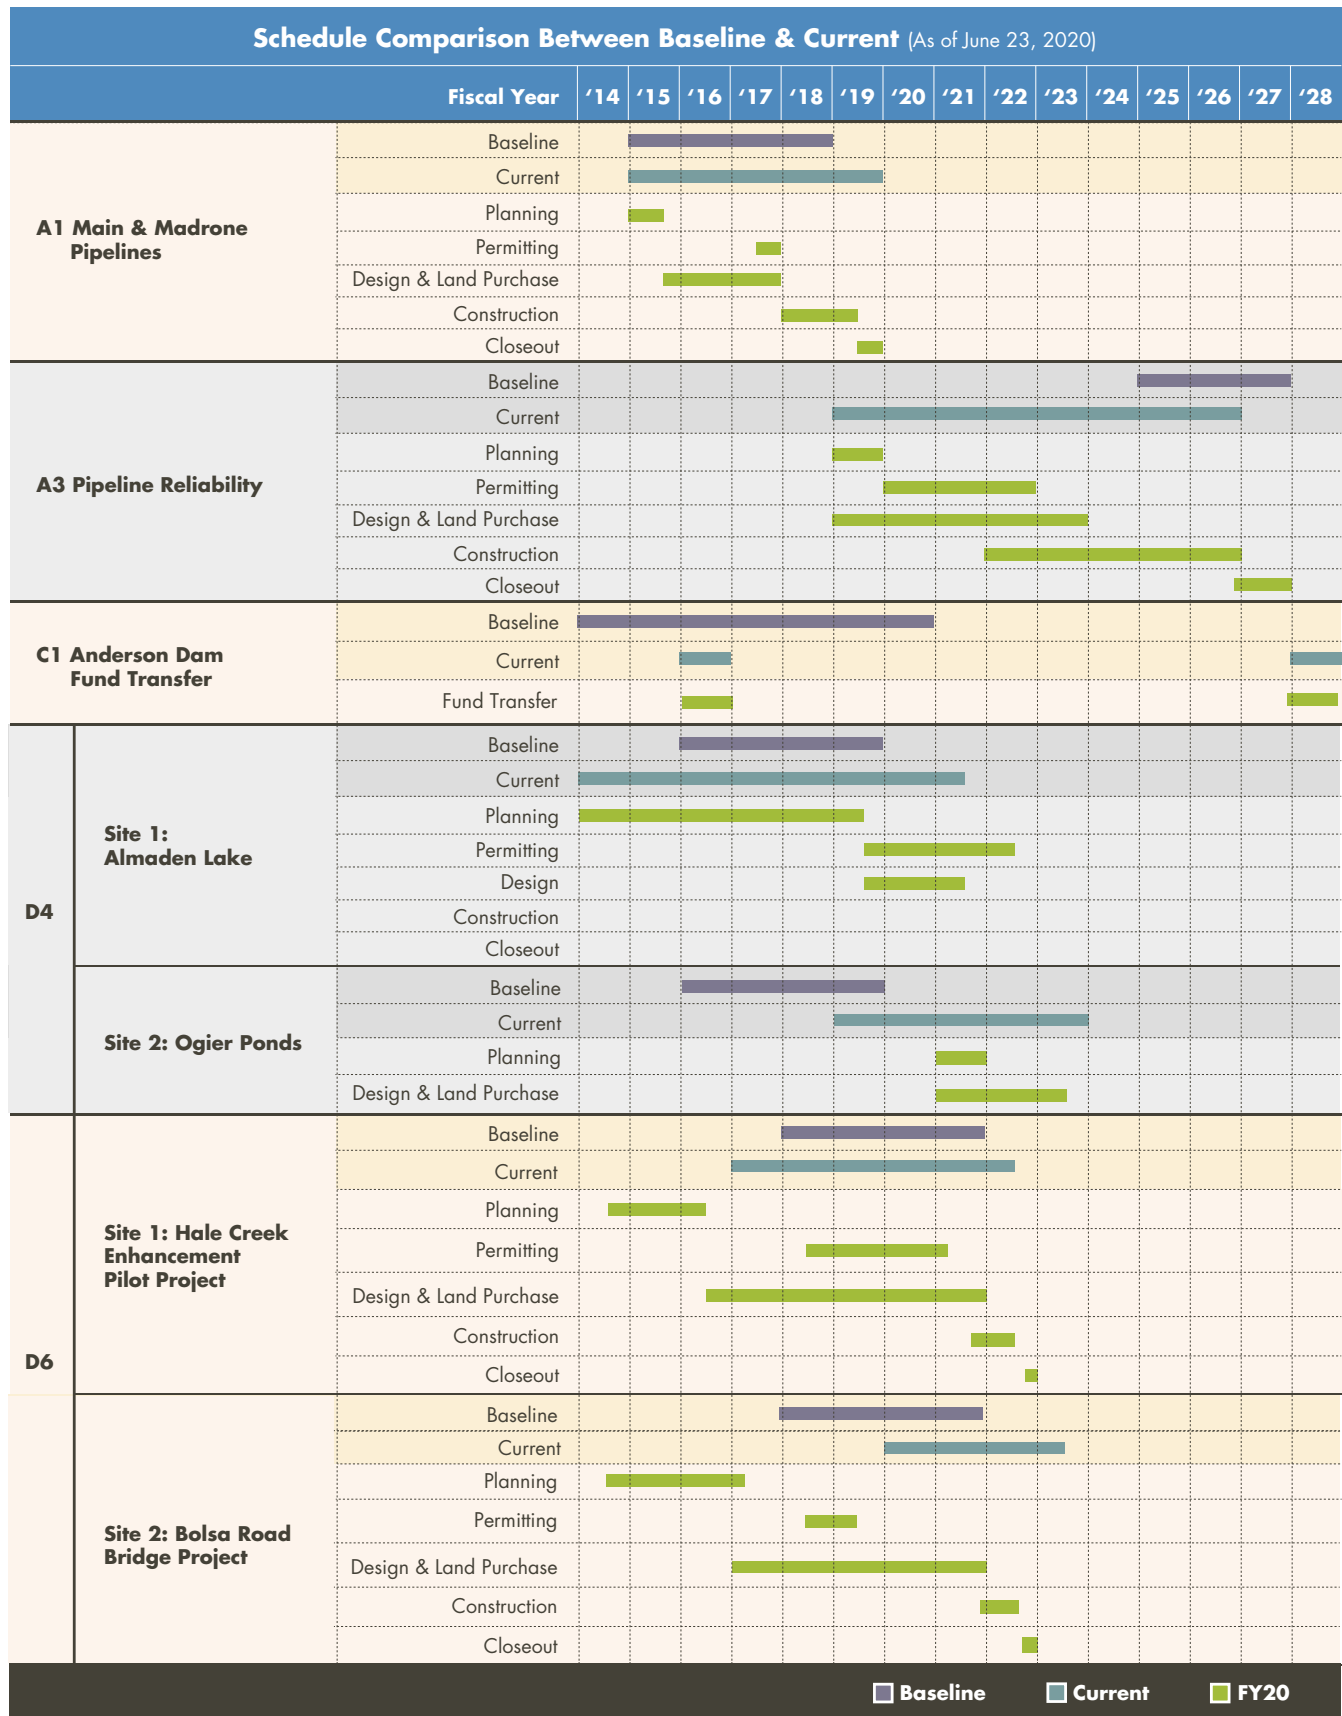 Schedule Comparison Between Baseline & Current (As of June 23, 2020)
Fiscal Year ‘14 ‘15 ‘16 ‘17 ‘18 ‘19 ‘20 ‘21 ‘22 ‘23 ‘24 ‘25 ‘26 ‘27 ‘28
A1 Main & Madrone
Pipelines
Baseline
Current
Planning
Permitting
Design & Land Purchase
Construction
Closeout
A3 Pipeline Reliability
Baseline
Current
Planning
Permitting
Design & Land Purchase
Construction
Closeout
C1 Anderson Dam
Fund Transfer
Baseline
Current
Fund Transfer
D4
Site 1:
Almaden Lake
Baseline
Current
Planning
Permitting
Design
Construction
Closeout
Site 2: Ogier Ponds
Baseline
Current
Planning
Design & Land Purchase
D6
Site 1: Hale Creek
Enhancement
Pilot Project
Baseline
Current
Planning
Permitting
Design & Land Purchase
Construction
Closeout
Site 2: Bolsa Road
Bridge Project
Baseline
Current
Planning
Permitting
Design & Land Purchase
Construction
Closeout
Baseline Current FY20